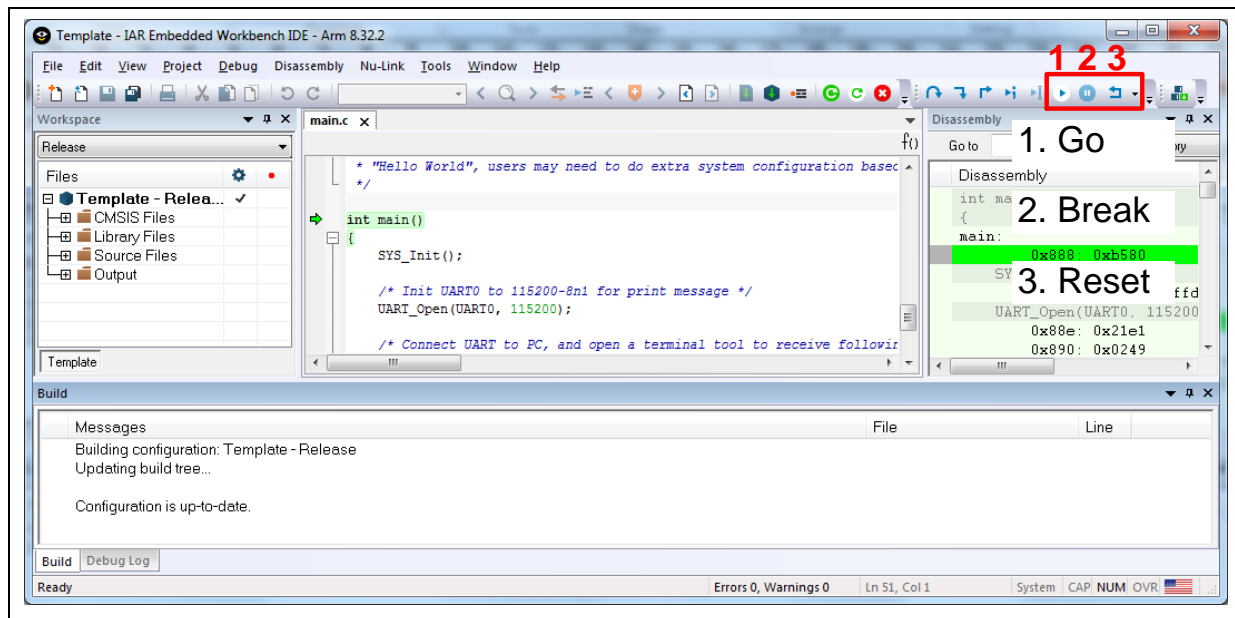 Template - IAR Embedded Workbench IDE - Arm 8.32.2
File Edit View Project Debug Disassembly Nu-Link Tools Window Help
1 2 3
Workspace
main.c
Disassembly
Release
f()
Go to
1. Go
* "Hello World", users may need to do extra system configuration
*/
Files
Disassembly
Template - Relea...
CMSIS Files
Library Files
Source Files
Output
int main()
{
SYS_Init();
/* Init UART0 to 115200-8n1 for print message */
UART_Open(UART0, 115200);
/* Connect UART to PC, and open a terminal tool to receive
int
{
2. Break
main:
0x888: 0xb580
3. Reset
UART_Open(UART0, 115200
0x88e: 0x21e1
0x890: 0x0249
Template
Build
Messages File Line
Building configuration: Template - Release
Updating build tree...
Configuration is up-to-date.
Build Debug Log
Ready Errors 0, Warnings 0 Ln 51, Col 1 System CAP NUM OVR